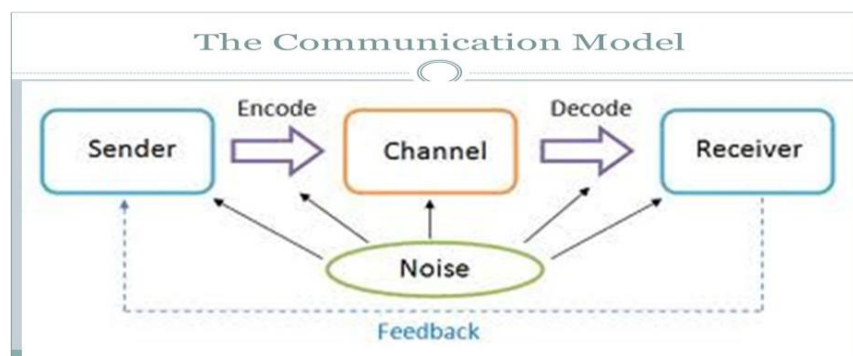 The Communication Model
Encode
Decode
Sender
Channel
Receiver
Noise
Feedback